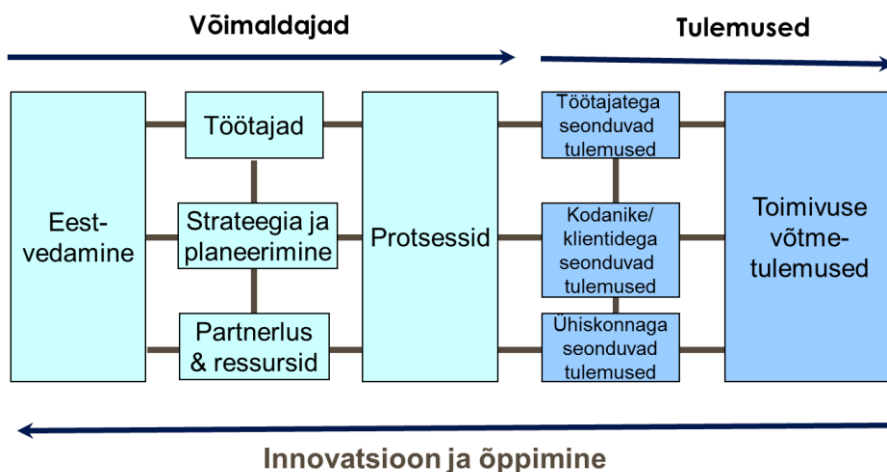 Võimaldajad
Tulemused
Eest-
vedamine
Töötajad
Strateegia ja
planeerimine
Partnerlus
& ressursid
Protsessid
Töötajatega
seonduvad
tulemused
Kodanike/
klientidega
seonduvad
tulemused
Ühiskonnaga
seonduvad
tulemused
Toimivuse
võtme-
tulemused
Innovatsioon ja õppimine